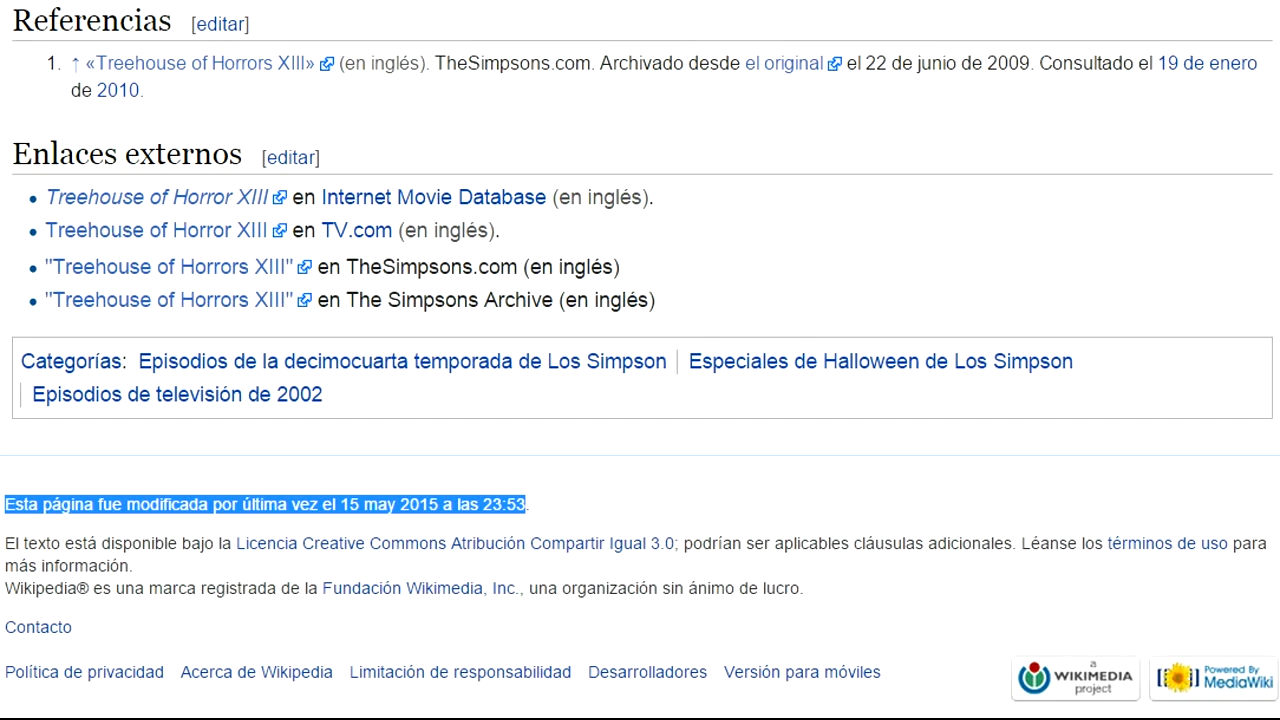 Referencias [editar]
1. ↑ «Treehouse of Horrors XIII» (en inglés). TheSimpsons.com. Archivado desde el original el 22 de junio de 2009. Consultado el 19 de enero
de 2010.
Enlaces externos [editar]
• Treehouse of Horror XIII en Internet Movie Database (en inglés).
• Treehouse of Horror XIII en TV.com (en inglés).
• "Treehouse of Horrors XIII" en TheSimpsons.com (en inglés)
• "Treehouse of Horrors XIII" en The Simpsons Archive (en inglés)
Categorías: Episodios de la decimocuarta temporada de Los Simpson | Especiales de Halloween de Los Simpson
| Episodios de televisión de 2002
Esta página fue modificada por última vez el 15 may 2015 a las 23:53.
El texto está disponible bajo la Licencia Creative Commons Atribución Compartir Igual 3.0; podrían ser aplicables cláusulas adicionales. Léanse los términos de uso para
más información.
Wikipedia® es una marca registrada de la Fundación Wikimedia, Inc., una organización sin ánimo de lucro.
Contacto
Política de privacidad Acerca de Wikipedia Limitación de responsabilidad Desarrolladores Versión para móviles
a
WIKIMEDIA
project
Powered By
MediaWiki